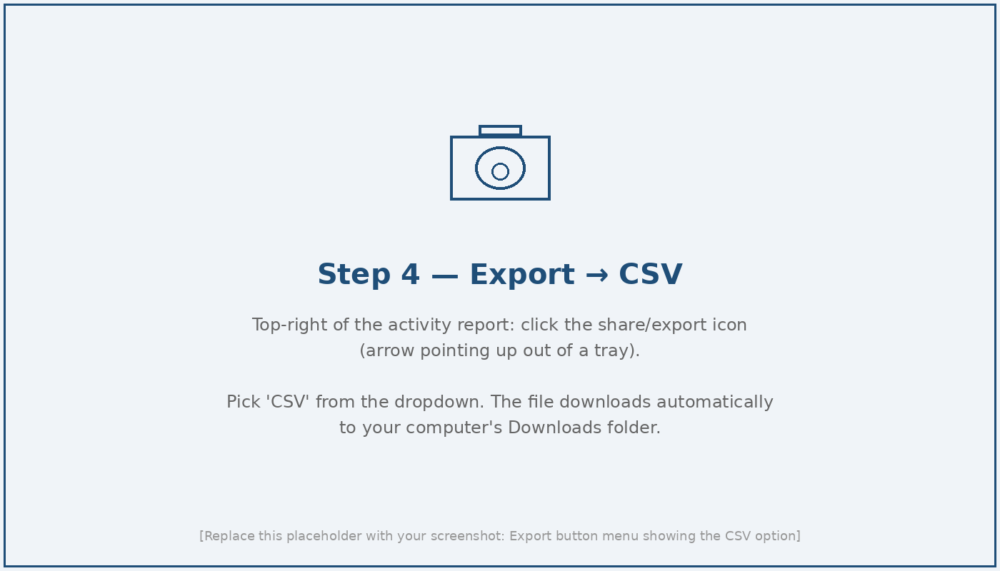 Step 4 — Export → CSV
Top-right of the activity report: click the share/export icon
(arrow pointing up out of a tray).
Pick 'CSV' from the dropdown. The file downloads automatically
to your computer's Downloads folder.
[Replace this placeholder with your screenshot: Export button menu showing the CSV option]